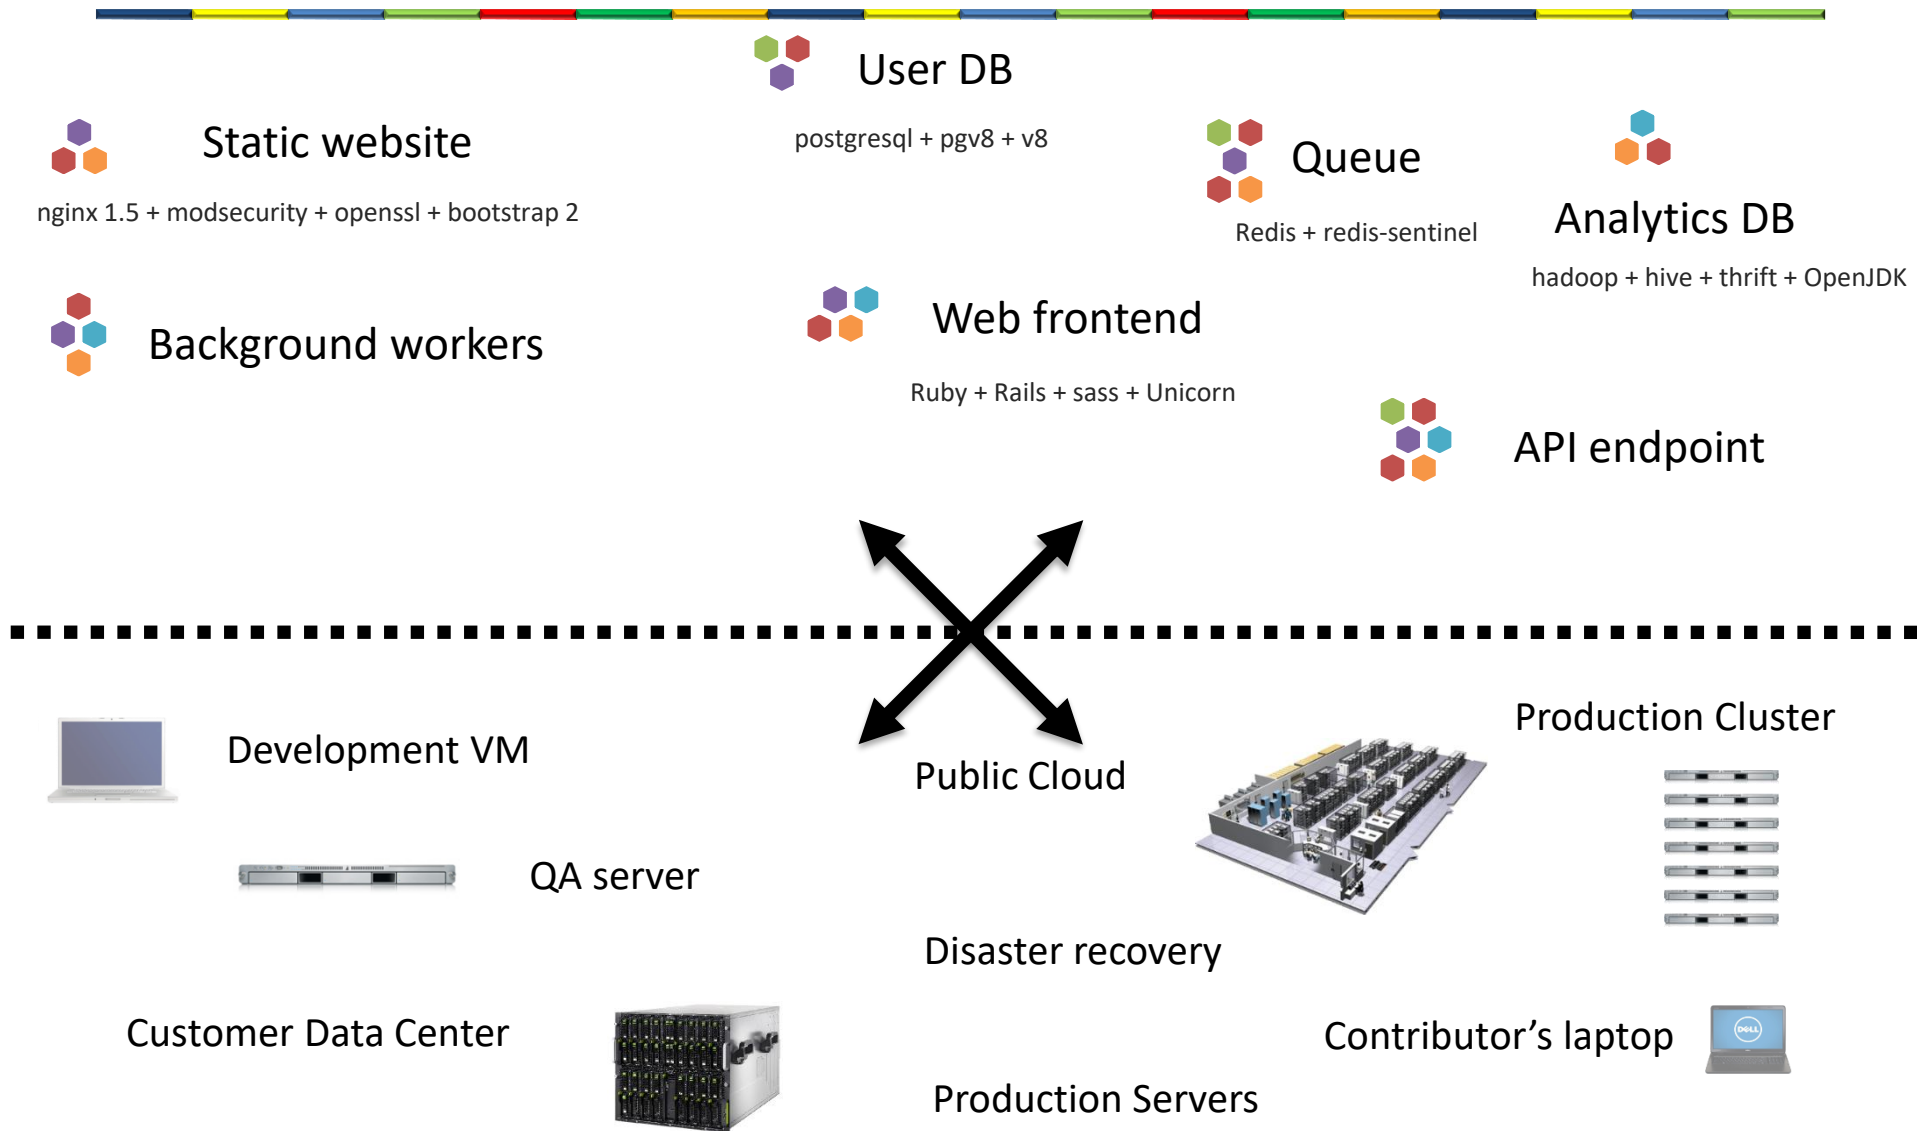 User DB
postgresql + pgv8 + v8
Static website
nginx 1.5 + modsecurity + openssl + bootstrap 2
Queue
Redis + redis-sentinel
Analytics DB
hadoop + hive + thrift + OpenJDK
Background workers
Web frontend
Ruby + Rails + sass + Unicorn
API endpoint
Development VM
Public Cloud
Production Cluster
QA server
Disaster recovery
Customer Data Center
Contributor’s laptop
DELL
Production Servers